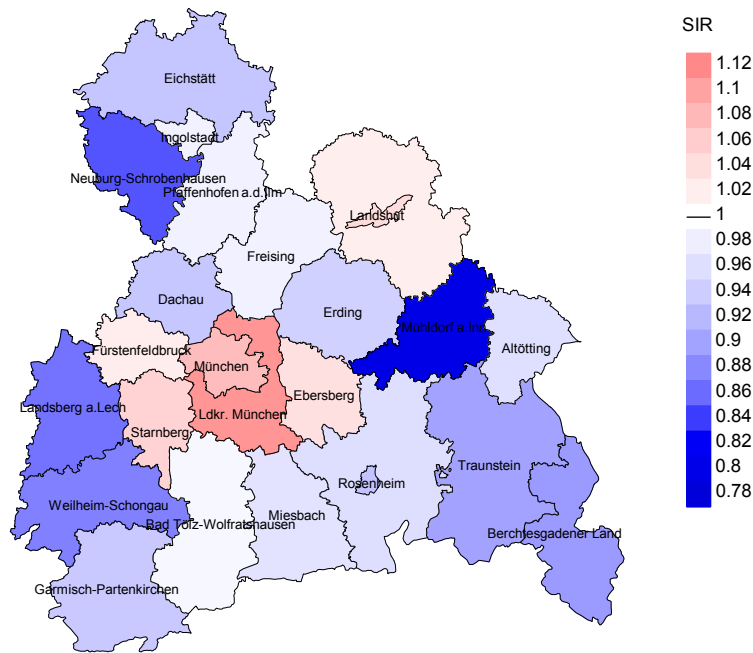 SIR
1.12
1.1
1.08
1.06
1.04
1.02
1
0.98
0.96
0.94
0.92
0.9
0.88
0.86
0.84
0.82
0.8
0.78
Eichstätt
Ingolstadt
Neuburg-Schrobenhausen
Pfaffenhofen a.d.Ilm
Landshut
Freising
Dachau
Erding
Mühldorf a.Inn
Altötting
Fürstenfeldbruck
München
Ebersberg
Landsberg a.Lech
Ldkr. München
Starnberg
Traunstein
Rosenheim
Weilheim-Schongau
Miesbach
Bad Tölz-Wolfratshausen
Berchtesgadener Land
Garmisch-Partenkirchen